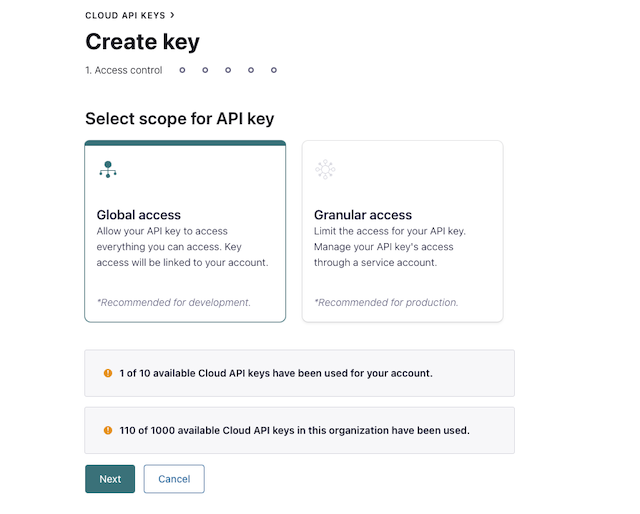 CLOUD API KEYS >
Create key
1. Access control
Select scope for API key
Global access
Allow your API key to access
everything you can access. Key
access will be linked to your account.
*Recommended for development.
Granular access
Limit the access for your API key.
Manage your API key's access
through a service account.
*Recommended for production.
1 of 10 available Cloud API keys have been used for your account.
110 of 1000 available Cloud API keys in this organization have been used.
Next
Cancel